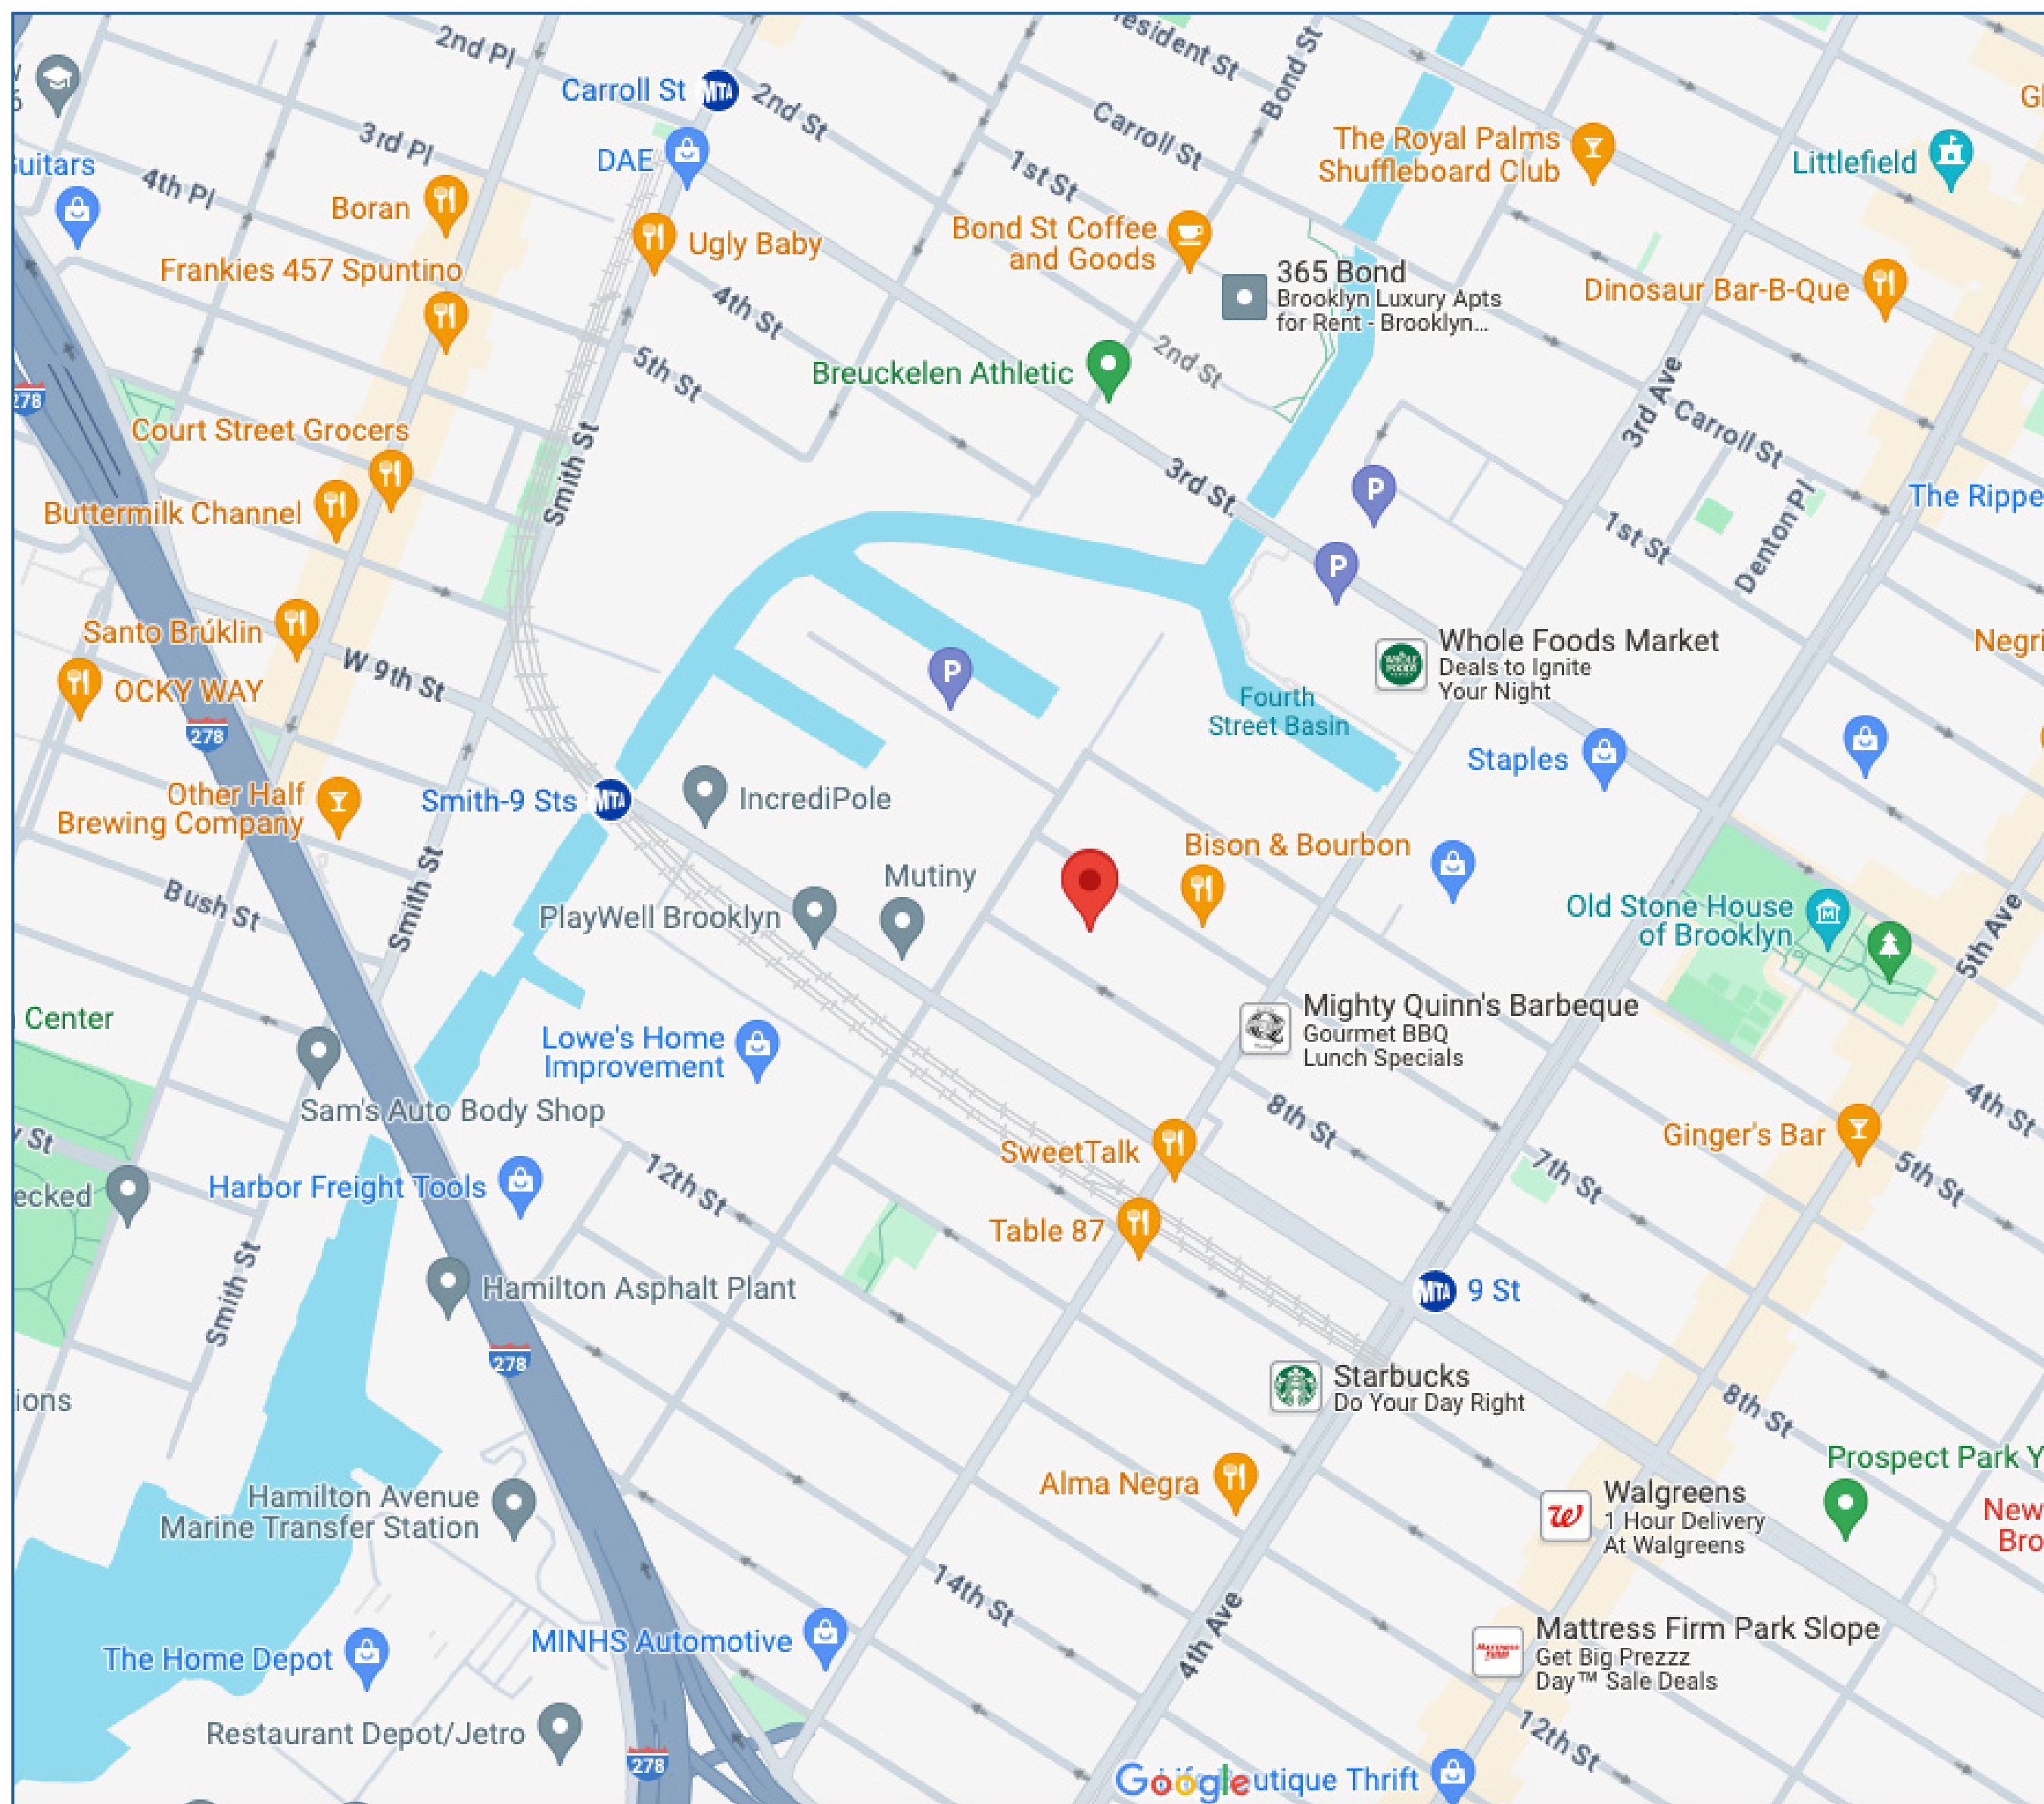 2nd Pl
resident St
Bond St
Carroll St
MTA
2nd St
Carroll St
3rd Pl
The Royal Palms
Shuffleboard Club
Littlefield
DAE
uitars
4th Pl
1st St
Boran
Ugly Baby
Bond St Coffee
and Goods
Frankies 457 Spuntino
365 Bond
Brooklyn Luxury Apts
for Rent - Brooklyn...
Dinosaur Bar-B-Que
4th St
5th St
2nd St
Breuckelen Athletic
278
3rd Ave
Carroll St
Court Street Grocers
Smith St
3rd St
P
Denton Pl
The Rippe
Buttermilk Channel
1st St
P
Santo Brúklin
W 9th St
Whole Foods Market
Deals to Ignite
Your Night
Negri
OCKY WAY
P
Fourth
Street Basin
278
Staples
Other Half
Brewing Company
Smith-9 Sts
MTA
IncrediPole
Bison & Bourbon
Mutiny
Bush St
Smith St
PlayWell Brooklyn
Old Stone House
of Brooklyn
M
5th Ave
Center
Mighty Quinn's Barbeque
Gourmet BBQ
Lunch Specials
Lowe's Home
Improvement
Sam's Auto Body Shop
8th St
4th St
y St
SweetTalk
Ginger's Bar
ecked
Harbor Freight Tools
12th St
7th St
5th St
Table 87
Smith St
Hamilton Asphalt Plant
MTA
9 St
278
Starbucks
Do Your Day Right
ions
8th St
Prospect Park Y
Alma Negra
Hamilton Avenue
Marine Transfer Station
Walgreens
1 Hour Delivery
At Walgreens
New
Bro
14th St
4th Ave
The Home Depot
MINHS Automotive
Mattress Firm Park Slope
Get Big Prezzz
Day™ Sale Deals
Restaurant Depot/Jetro
12th St
278
Google
utique Thrift